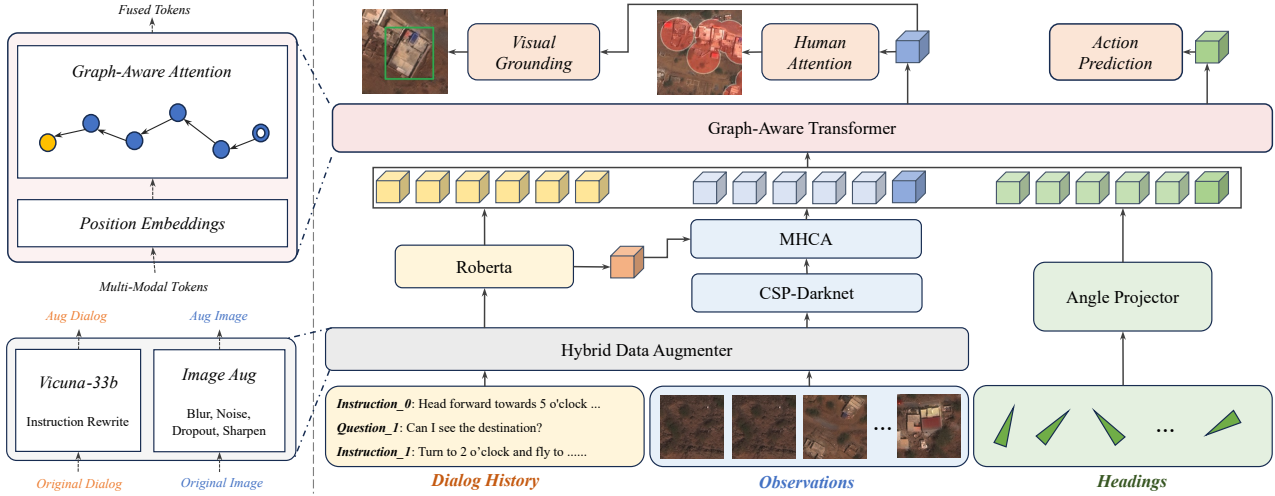 Fused Tokens
Graph-Aware Attention
Position Embeddings
Multi-Modal Tokens
Aug Dialog
Aug Image
Vicuna-33b
Instruction Rewrite
Image Aug
Blur, Noise,
Dropout, Sharpen
Original Dialog
Original Image
Visual
Grounding
Human
Attention
Action
Prediction
Graph-Aware Transformer
MHCA
Roberta
CSP-Darknet
Angle Projector
Hybrid Data Augmenter
Instruction_0: Head forward towards 5 o'clock ...
Question_1: Can I see the destination?
Instruction_1: Turn to 2 o'clock and fly to ......
...
...
Dialog History
Observations
Headings